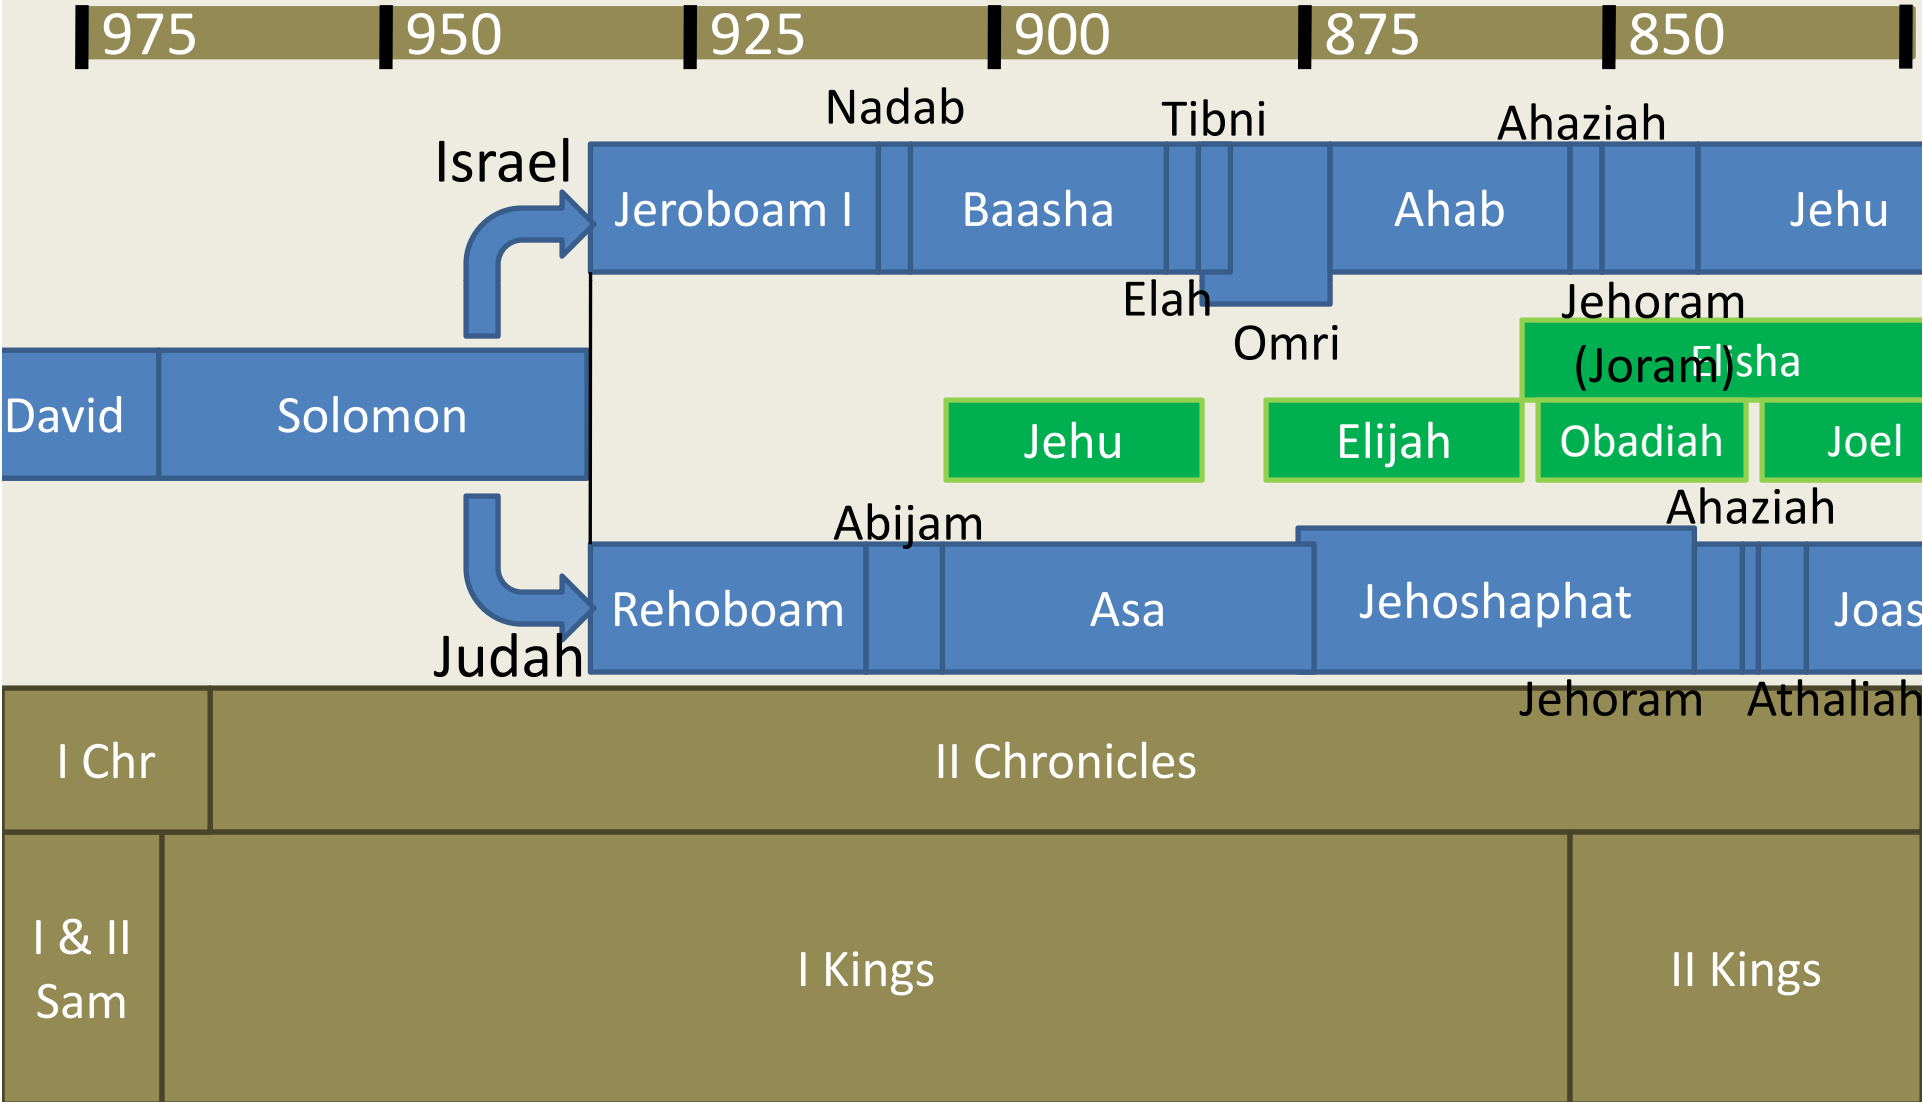 975 950 925 900 875 850
Nadab Tibni Ahaziah
Israel
Jeroboam I Baasha Ahab Jehu
Elah Jehoram
Omri
(Joram) Elisha
David Solomon
Jehu Elijah Obadiah Joel
Abijam Ahaziah
Rehoboam Asa Jehoshaphat Joas
Judah
Jehoram Athaliah
I Chr II Chronicles
I & II
Sam
I Kings II Kings